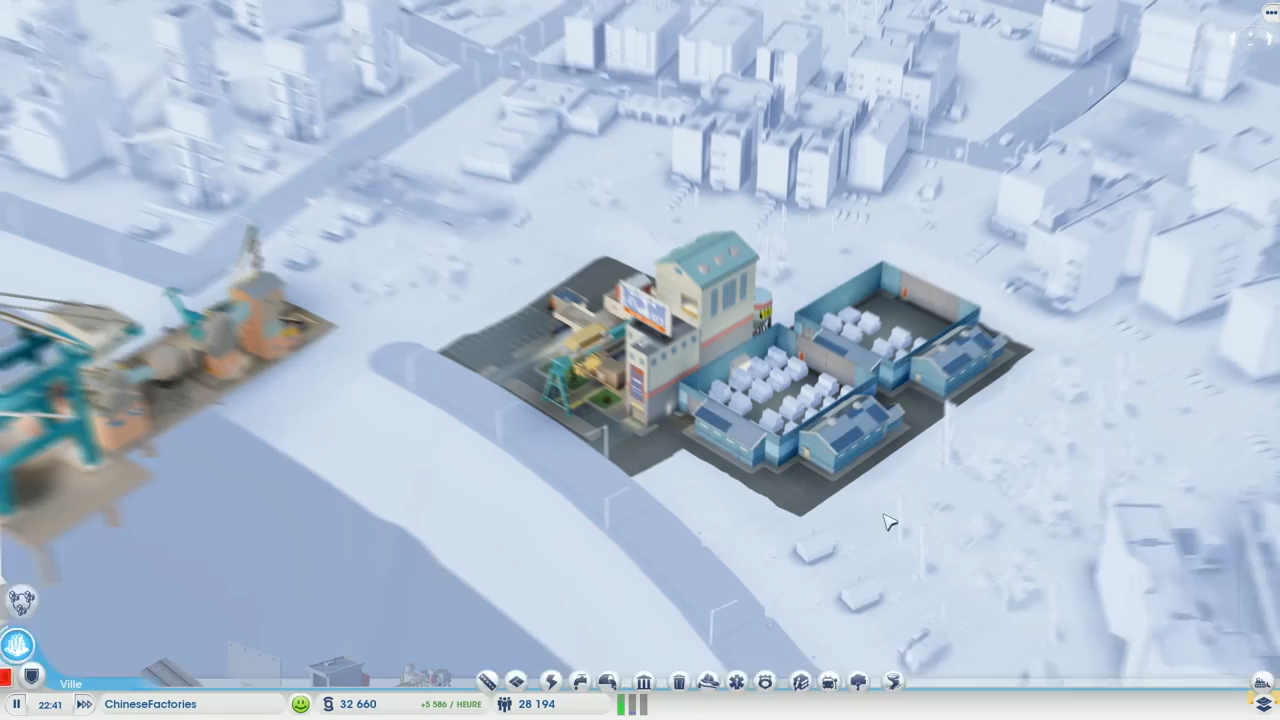 Ville
22:41
ChineseFactories
32 660
+5 586 / HEURE
28 194